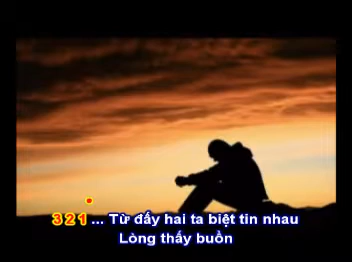 3 2 1 ... Từ đấy hai ta biệt tin nhau
Lòng thấy buồn